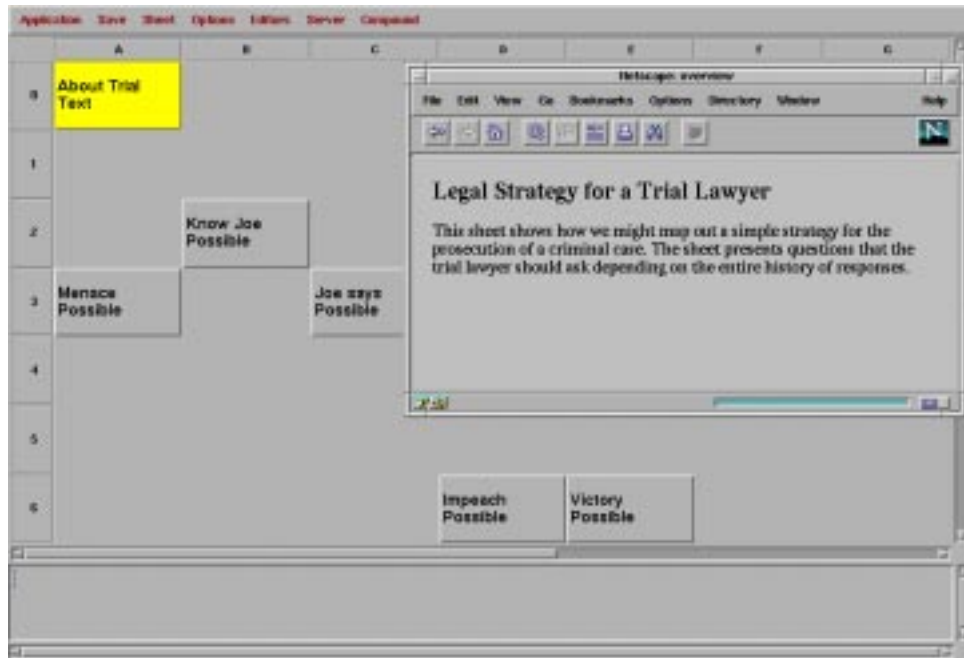 Application Save Sheet Options Editors Server Compound
A B C D E F G
0
About Trial
Text
Netscape: overview
File Edit View Go Bookmarks Options Directory Window Help
N
Legal Strategy for a Trial Lawyer
This sheet shows how we might map out a simple strategy for the
prosecution of a criminal case. The sheet presents questions that the
trial lawyer should ask depending on the entire history of responses.
1
2
Know Joe
Possible
3
Menace
Possible
Joe says
Possible
4
5
6
Impeach
Possible
Victory
Possible